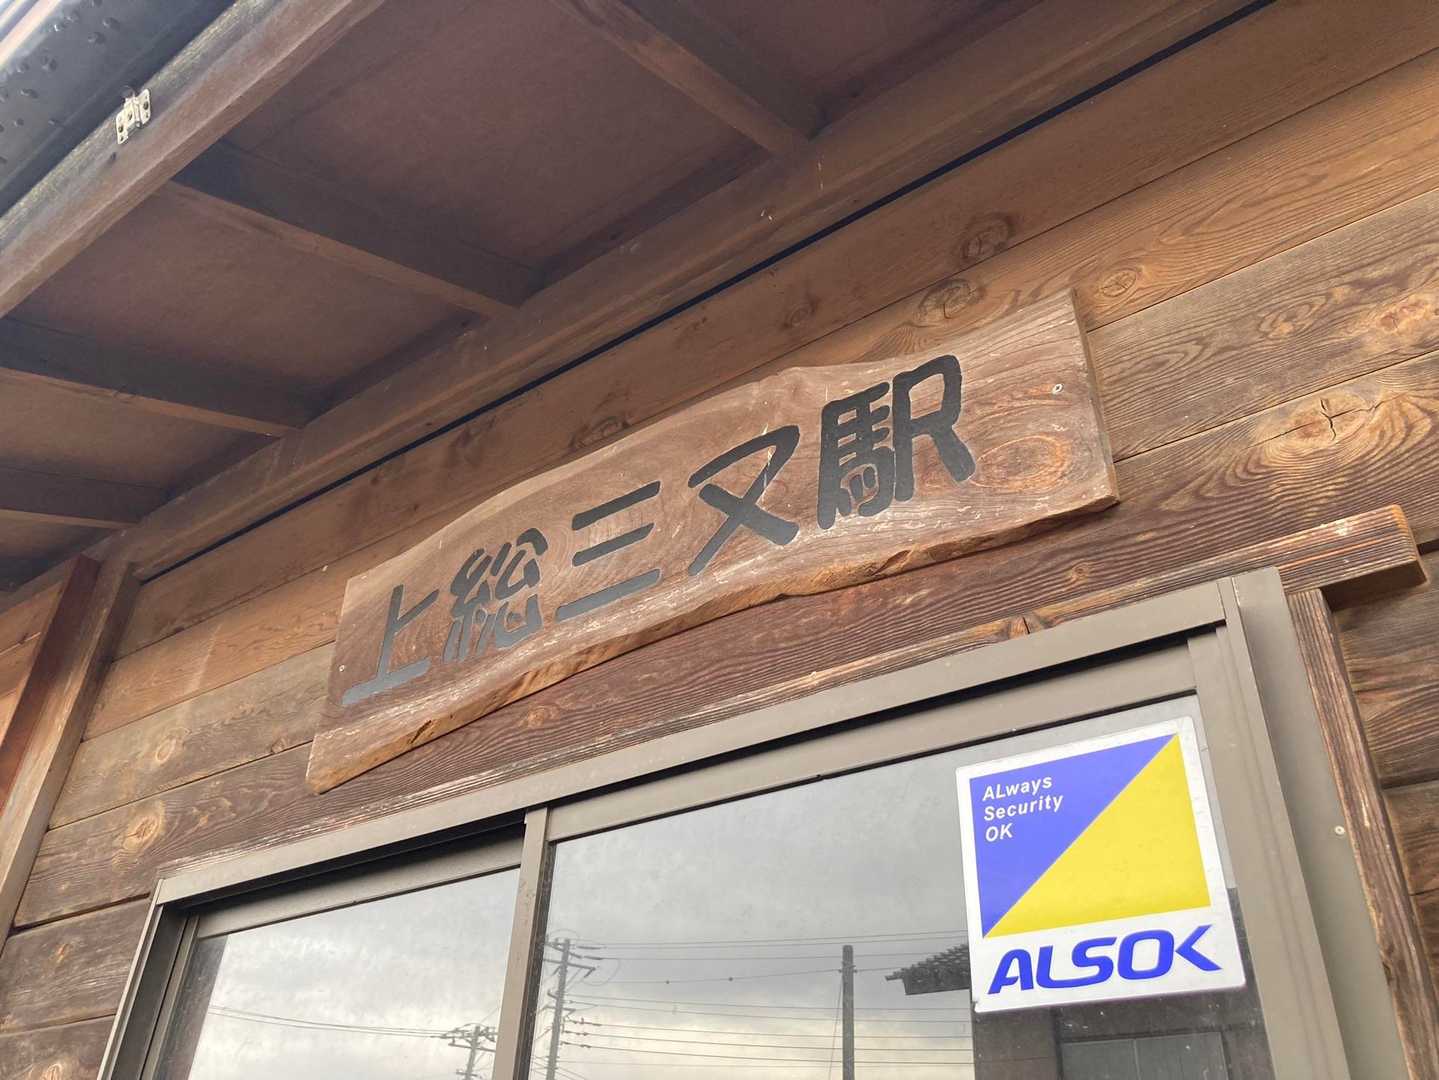 上総三又駅
ALways
Security
OK
ALSOK